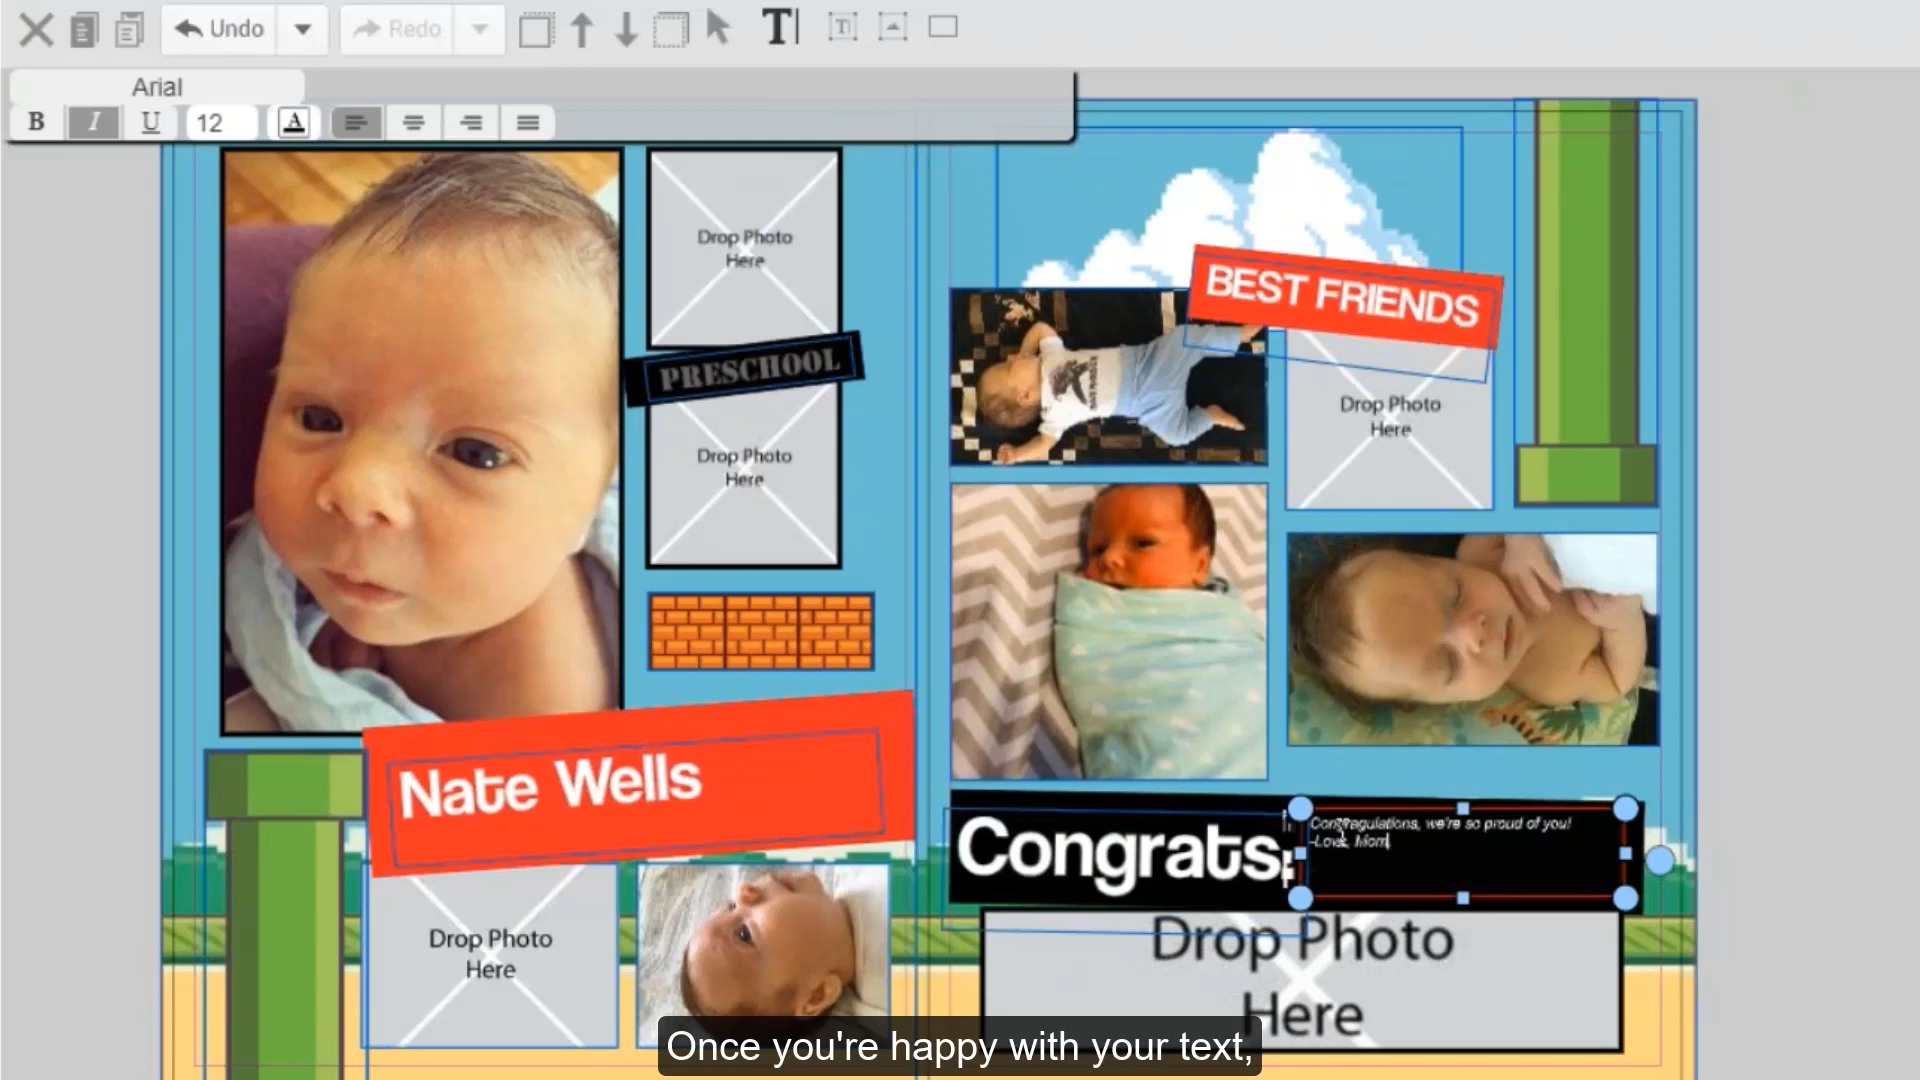 Undo
Redo
T
T
Arial
B I U 12 A
Drop Photo
Here
PRESCHOOL
Drop Photo
Here
BEST FRIENDS
Drop Photo
Here
Nate Wells
Congrats,
Congragulations, we're so proud of you!
-Love, Mom
Drop Photo
Here
Drop Photo
Here
Once you're happy with your text,